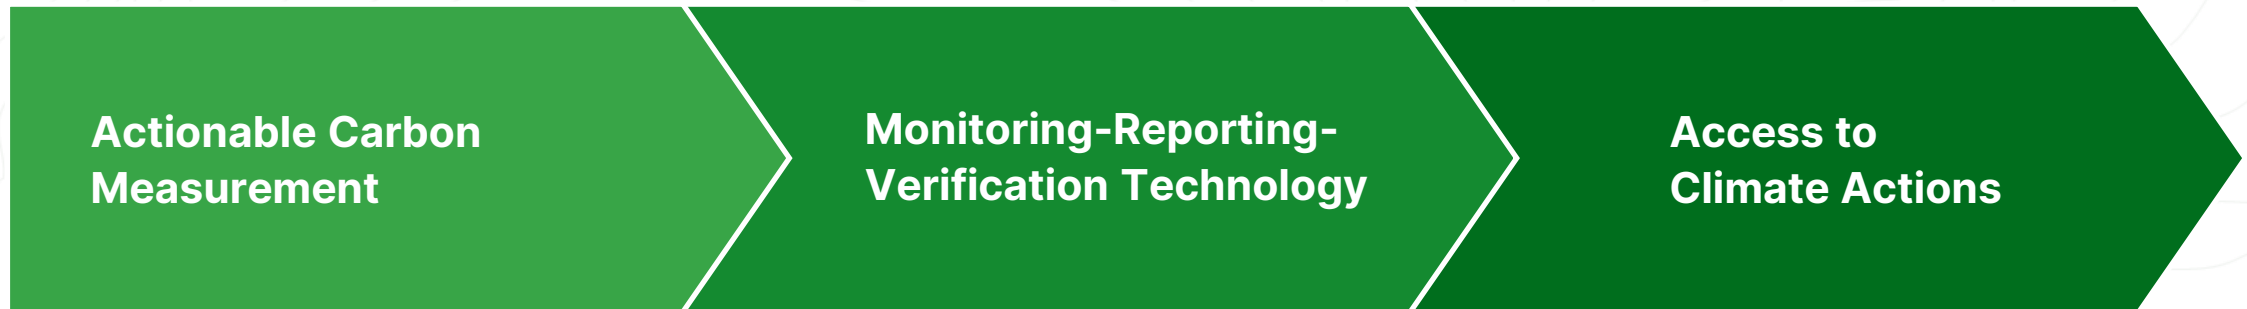 Actionable Carbon
Measurement
Monitoring-Reporting-
Verification Technology
Access to
Climate Actions